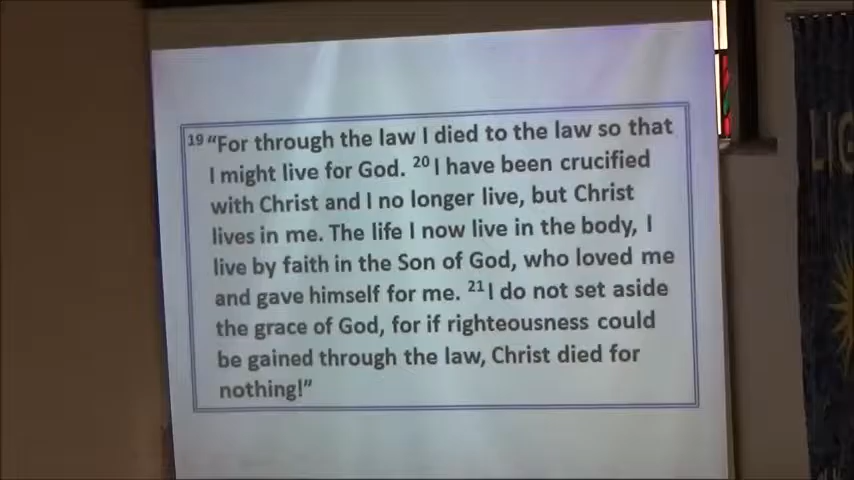 19 “For through the law I died to the law so that
I might live for God. 20 I have been crucified
with Christ and I no longer live, but Christ
lives in me. The life I now live in the body, I
live by faith in the Son of God, who loved me
and gave himself for me. 21 I do not set aside
the grace of God, for if righteousness could
be gained through the law, Christ died for
nothing!”